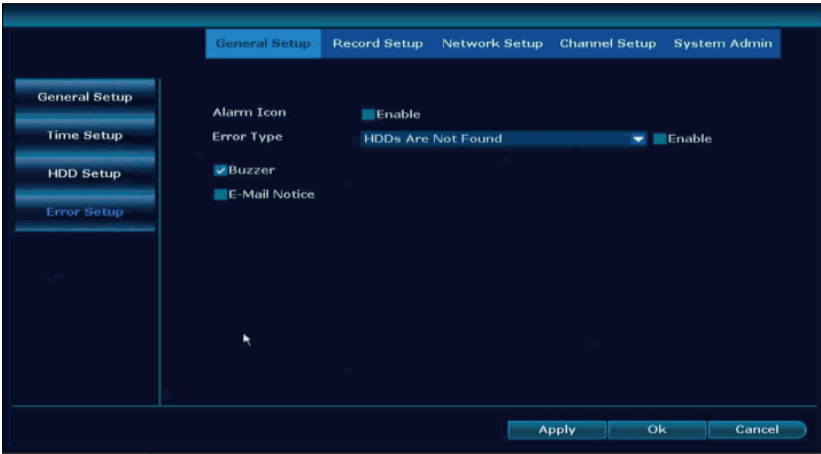 General Setup Record Setup Network Setup Channel Setup System Admin
General Setup
Time Setup
HDD Setup
Error Setup
Alarm Icon Enable
Error Type HDDs Are Not Found Enable
Buzzer
E-Mail Notice
Apply Ok Cancel